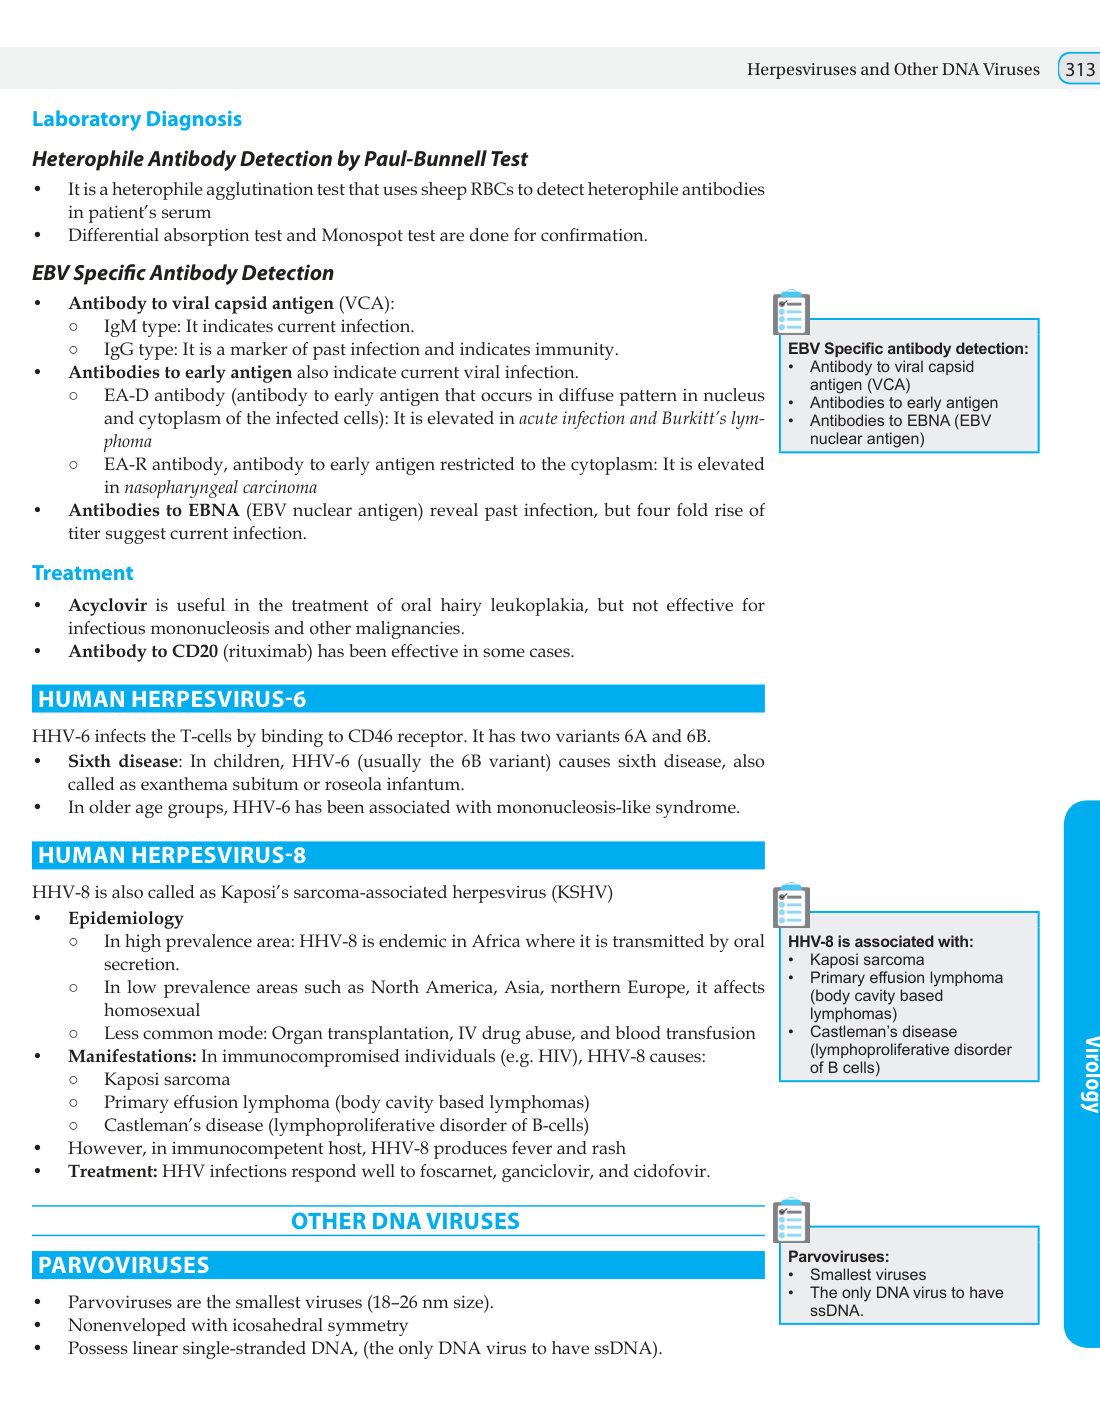 Herpesviruses and Other DNA Viruses 313
Laboratory Diagnosis
Heterophile Antibody Detection by Paul-Bunnell Test
• It is a heterophile agglutination test that uses sheep RBCs to detect heterophile antibodies
in patient’s serum
• Differential absorption test and Monospot test are done for confirmation.
EBV Specific Antibody Detection
• Antibody to viral capsid antigen (VCA):
○ IgM type: It indicates current infection.
○ IgG type: It is a marker of past infection and indicates immunity.
• Antibodies to early antigen also indicate current viral infection.
○ EA-D antibody (antibody to early antigen that occurs in diffuse pattern in nucleus
and cytoplasm of the infected cells): It is elevated in acute infection and Burkitt’s lym-
phoma
○ EA-R antibody, antibody to early antigen restricted to the cytoplasm: It is elevated
in nasopharyngeal carcinoma
• Antibodies to EBNA (EBV nuclear antigen) reveal past infection, but four fold rise of
titer suggest current infection.
EBV Specific antibody detection:
• Antibody to viral capsid
antigen (VCA)
• Antibodies to early antigen
• Antibodies to EBNA (EBV
nuclear antigen)
Treatment
• Acyclovir is useful in the treatment of oral hairy leukoplakia, but not effective for
infectious mononucleosis and other malignancies.
• Antibody to CD20 (rituximab) has been effective in some cases.
HUMAN HERPESVIRUS-6
HHV-6 infects the T-cells by binding to CD46 receptor. It has two variants 6A and 6B.
• Sixth disease: In children, HHV-6 (usually the 6B variant) causes sixth disease, also
called as exanthema subitum or roseola infantum.
• In older age groups, HHV-6 has been associated with mononucleosis-like syndrome.
HUMAN HERPESVIRUS-8
HHV-8 is also called as Kaposi’s sarcoma-associated herpesvirus (KSHV)
• Epidemiology
○ In high prevalence area: HHV-8 is endemic in Africa where it is transmitted by oral
secretion.
○ In low prevalence areas such as North America, Asia, northern Europe, it affects
homosexual
○ Less common mode: Organ transplantation, IV drug abuse, and blood transfusion
• Manifestations: In immunocompromised individuals (e.g. HIV), HHV-8 causes:
○ Kaposi sarcoma
○ Primary effusion lymphoma (body cavity based lymphomas)
○ Castleman’s disease (lymphoproliferative disorder of B-cells)
• However, in immunocompetent host, HHV-8 produces fever and rash
• Treatment: HHV infections respond well to foscarnet, ganciclovir, and cidofovir.
HHV-8 is associated with:
• Kaposi sarcoma
• Primary effusion lymphoma
(body cavity based
lymphomas)
• Castleman’s disease
(lymphoproliferative disorder
of B cells)
Virology
OTHER DNA VIRUSES
PARVOVIRUSES
• Parvoviruses are the smallest viruses (18–26 nm size).
• Nonenveloped with icosahedral symmetry
• Possess linear single-stranded DNA, (the only DNA virus to have ssDNA).
Parvoviruses:
• Smallest viruses
• The only DNA virus to have
ssDNA.